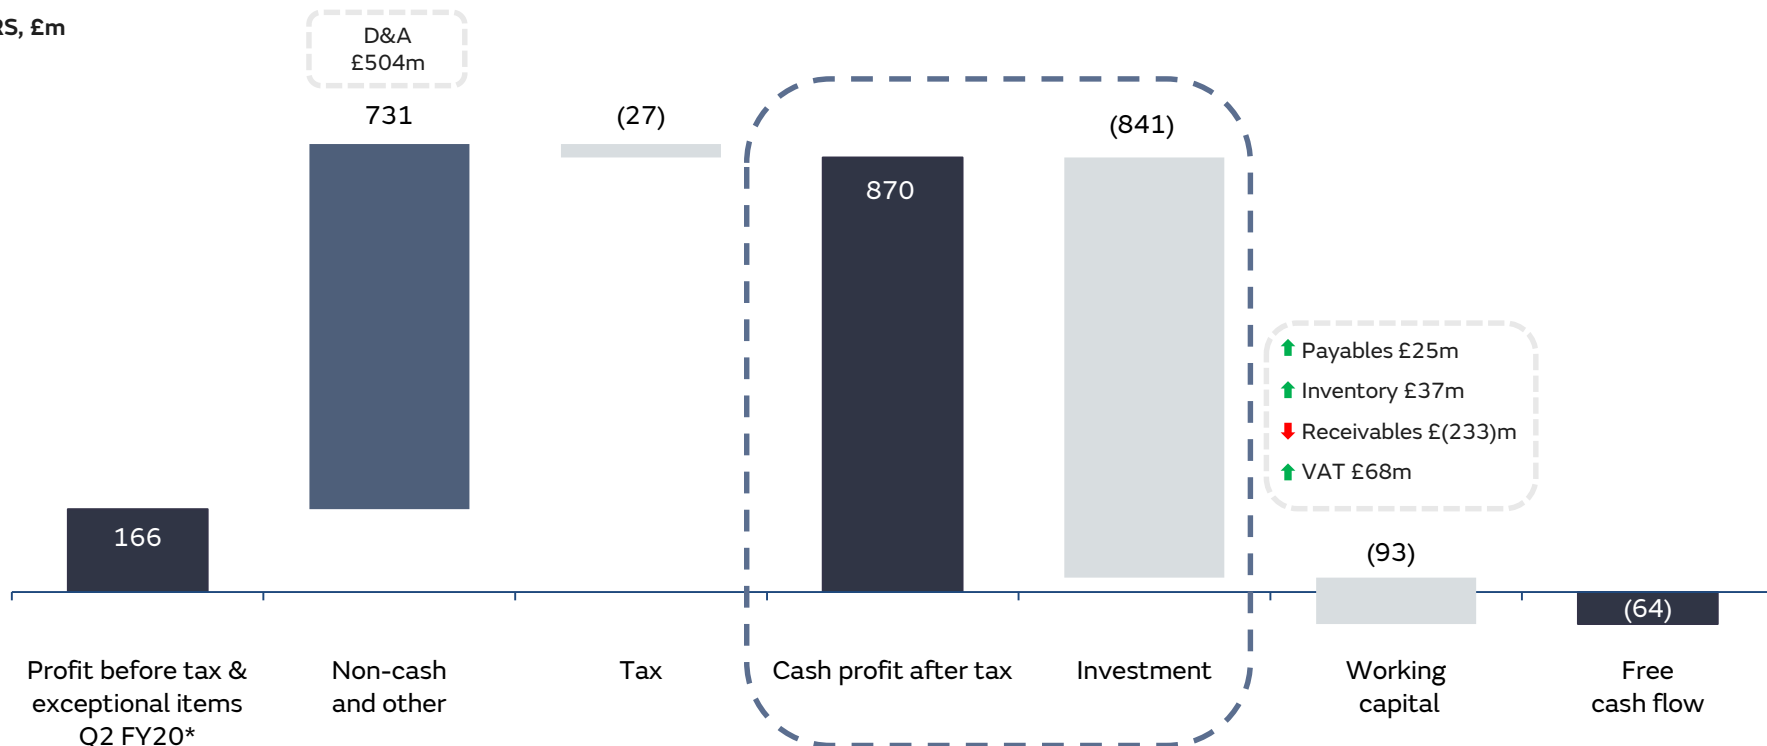 RS, £m
D&A
£504m
731
(27)
870
(841)
166
Payables £25m
Inventory £37m
Receivables £(233)m
VAT £68m
(93)
(64)
Profit before tax &
exceptional items
Q2 FY20*
Non-cash
and other
Tax
Cash profit after tax
Investment
Working
capital
Free
cash flow